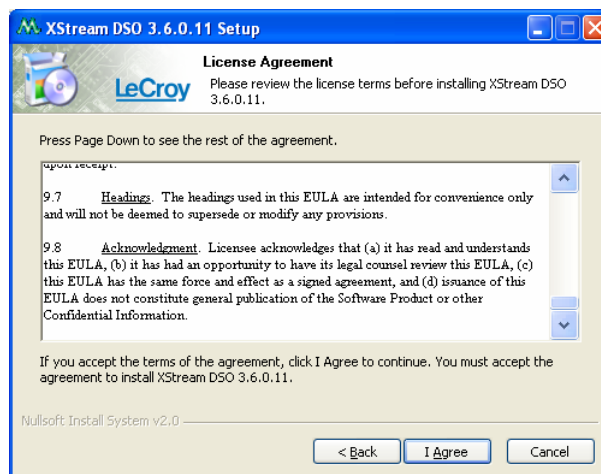 XStream DSO 3.6.0.11 Setup
License Agreement
Please review the license terms before installing XStream DSO
3.6.0.11.
LeCroy
Press Page Down to see the rest of the agreement.
upon receipt.
9.7 Headings. The headings used in this EULA are intended for convenience only
and will not be deemed to supersede or modify any provisions.
9.8 Acknowledgment. Licensee acknowledges that (a) it has read and understands
this EULA, (b) it has had an opportunity to have its legal counsel review this EULA, (c)
this EULA has the same force and effect as a signed agreement, and (d) issuance of this
EULA does not constitute general publication of the Software Product or other
Confidential Information.
If you accept the terms of the agreement, click I Agree to continue. You must accept the
agreement to install XStream DSO 3.6.0.11.
Nullsoft Install System v2.0
< Back I Agree Cancel